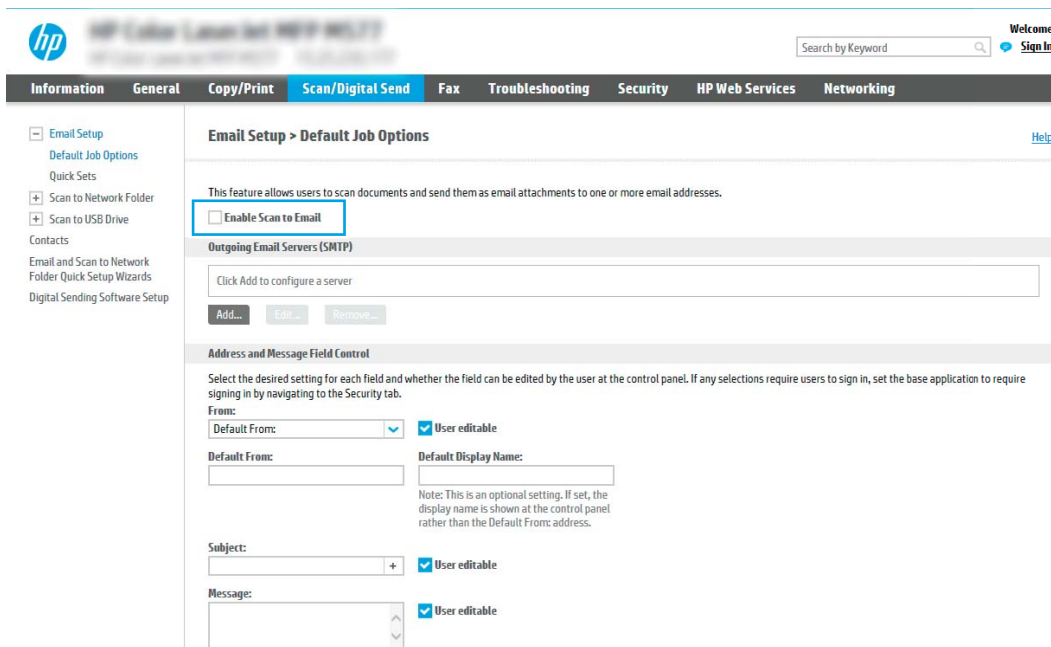 hp
Welcome
Search by Keyword
Sign In
Information General Copy/Print Scan/Digital Send Fax Troubleshooting Security HP Web Services Networking
Email Setup
Default Job Options
Quick Sets
Scan to Network Folder
Scan to USB Drive
Contacts
Email and Scan to Network
Folder Quick Setup Wizards
Digital Sending Software Setup
Email Setup > Default Job Options
Help
This feature allows users to scan documents and send them as email attachments to one or more email addresses.
Enable Scan to Email
Outgoing Email Servers (SMTP)
Click Add to configure a server
Add... Edit... Remove...
Address and Message Field Control
Select the desired setting for each field and whether the field can be edited by the user at the control panel. If any selections require users to sign in, set the base application to require
signing in by navigating to the Security tab.
From:
Default From: User editable
Default From: Default Display Name:
Note: This is an optional setting. If set, the
display name is shown at the control panel
rather than the Default From: address.
Subject:
+ User editable
Message:
User editable